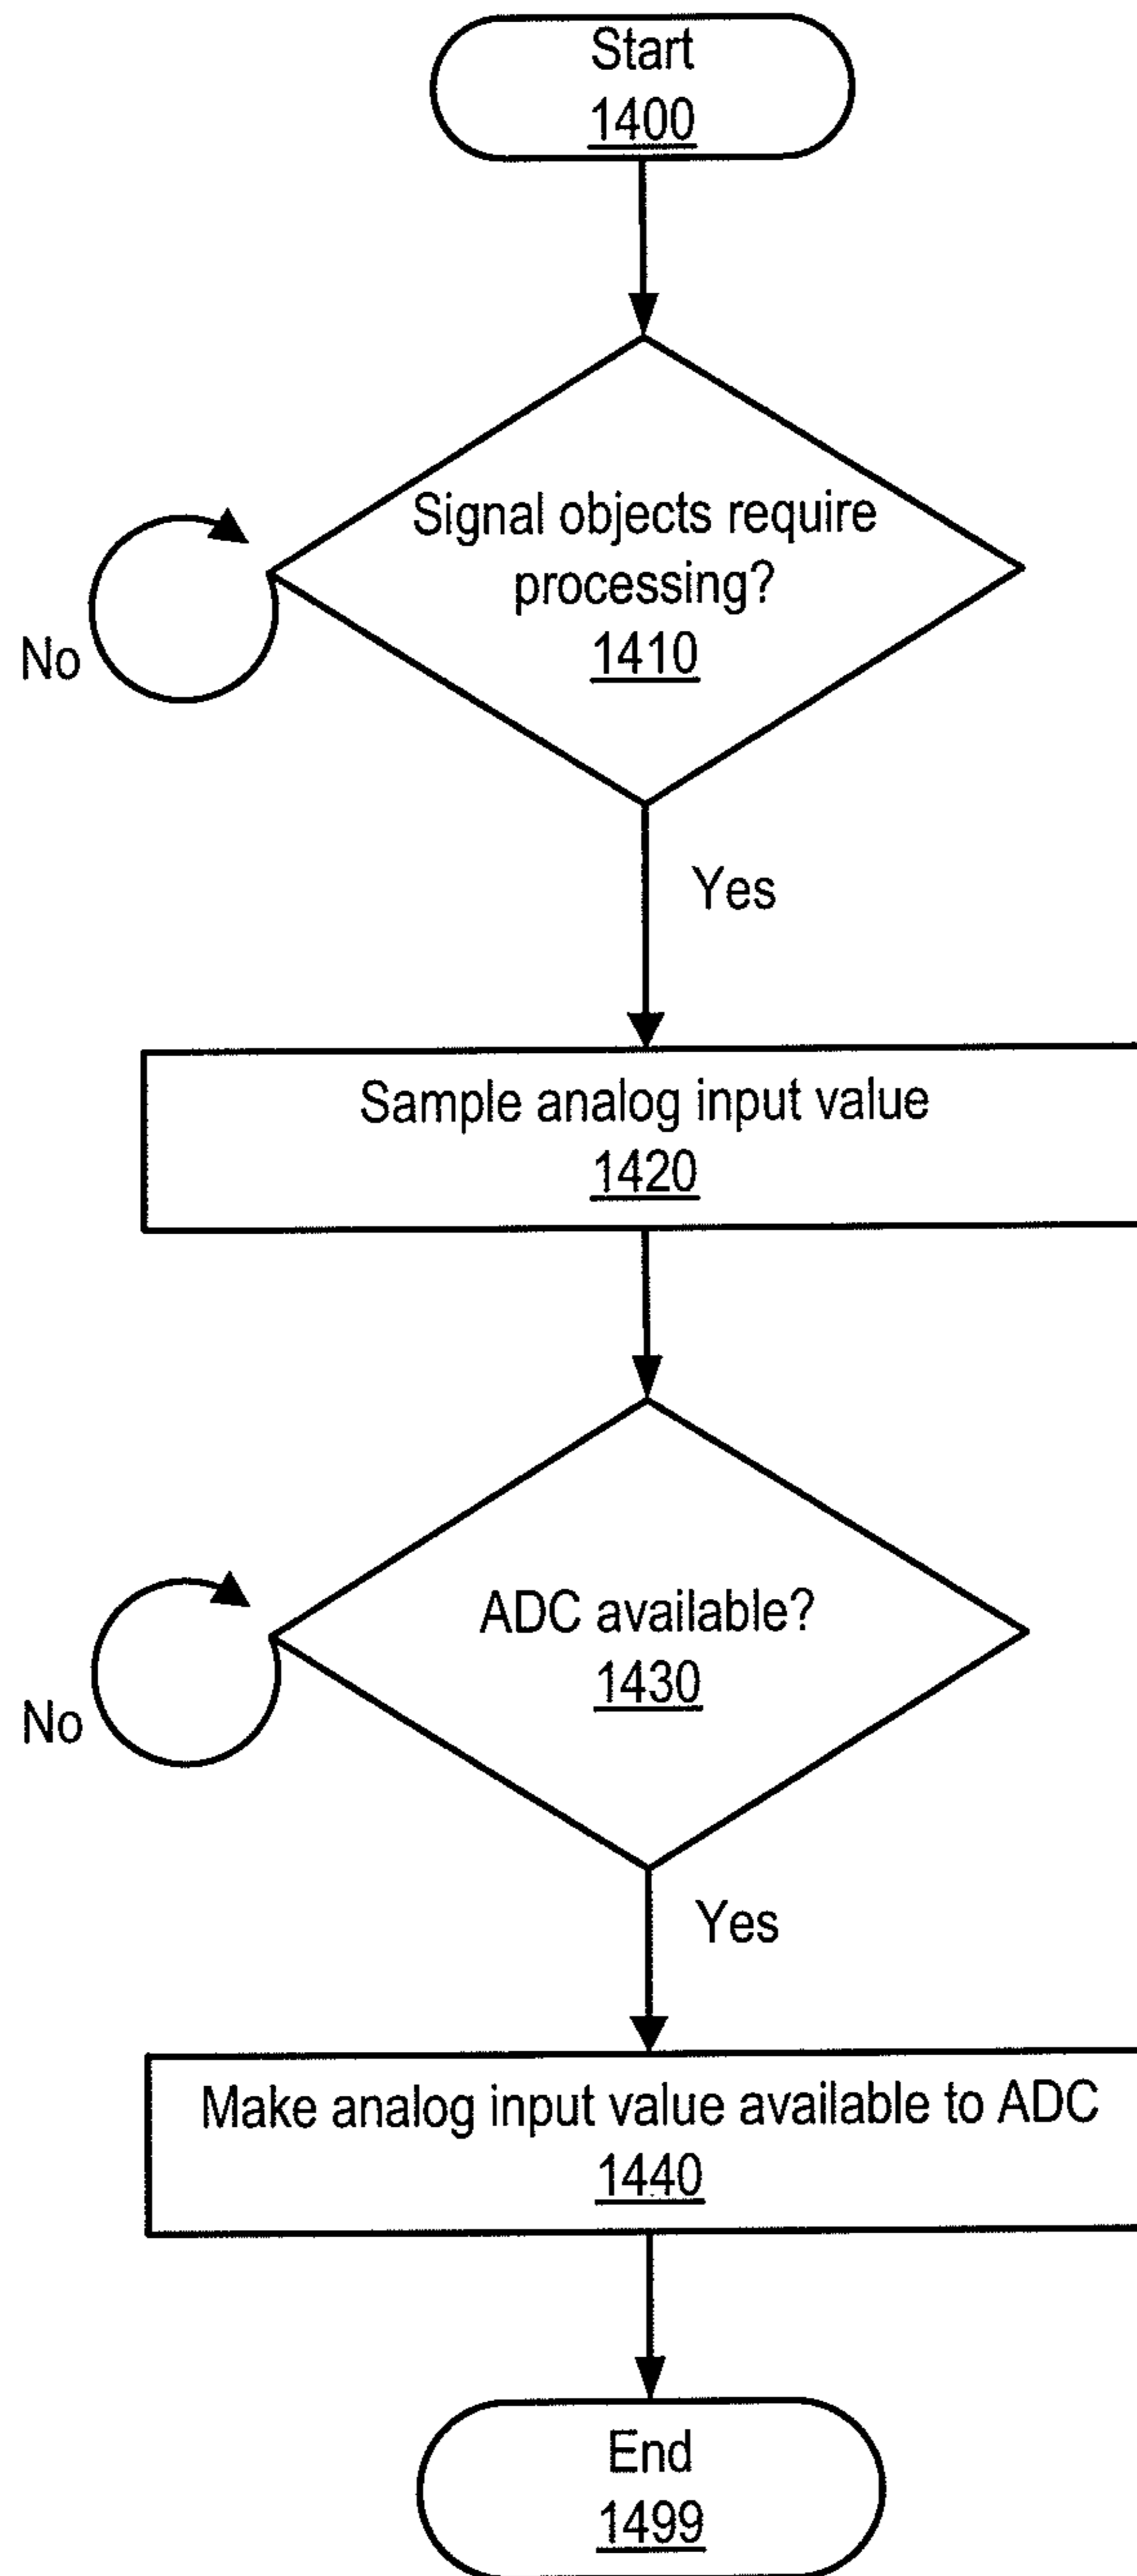 Start
1400
Signal objects require
processing?
1410
No
Yes
Sample analog input value
1420
ADC available?
1430
No
Yes
Make analog input value available to ADC
1440
End
1499